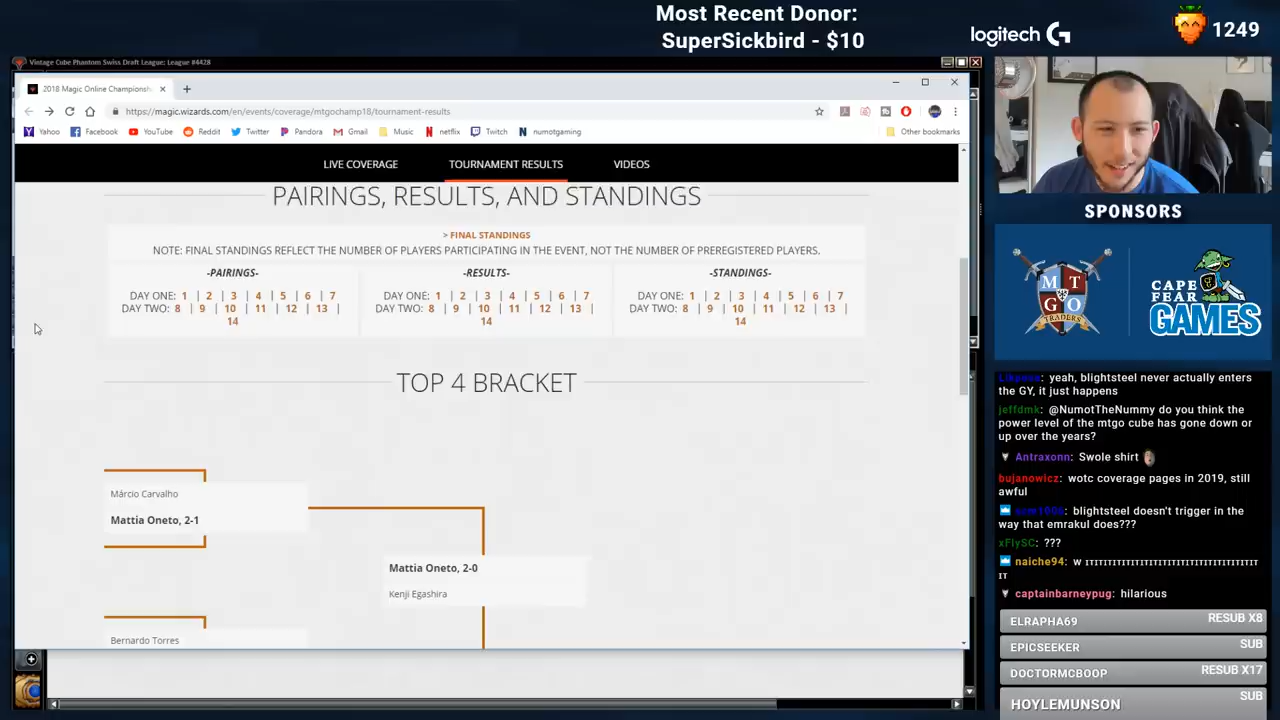 Most Recent Donor:
SuperSickbird - $10
logitech G
1249
Vintage Cube Phantom Swiss Draft League: League #4428
2018 Magic Online Championsh
https://magic.wizards.com/en/events/coverage/mtgochamp18/tournament-results
Yahoo Facebook YouTube Reddit Twitter Pandora Gmail Music netflix Twitch numotgaming Other bookmarks
LIVE COVERAGE TOURNAMENT RESULTS VIDEOS
PAIRINGS, RESULTS, AND STANDINGS
> FINAL STANDINGS
NOTE: FINAL STANDINGS REFLECT THE NUMBER OF PLAYERS PARTICIPATING IN THE EVENT, NOT THE NUMBER OF PREREGISTERED PLAYERS.
-PAIRINGS-
DAY ONE: 1 | 2 | 3 | 4 | 5 | 6 | 7
DAY TWO: 8 | 9 | 10 | 11 | 12 | 13 |
14
-RESULTS-
DAY ONE: 1 | 2 | 3 | 4 | 5 | 6 | 7
DAY TWO: 8 | 9 | 10 | 11 | 12 | 13 |
14
-STANDINGS-
DAY ONE: 1 | 2 | 3 | 4 | 5 | 6 | 7
DAY TWO: 8 | 9 | 10 | 11 | 12 | 13 |
14
TOP 4 BRACKET
Márcio Carvalho
Mattia Oneto, 2-1
Mattia Oneto, 2-0
Kenji Egashira
Bernardo Torres
SPONSORS
MTGO
TRADERS
CAPE FEAR
GAMES
yeah, blightsteel never actually enters
the GY, it just happens
jeffdmk: @NumotTheNummy do you think the
power level of the mtgo cube has gone down or
up over the years?
Antraxonn: Swole shirt
bujanowicz: wotc coverage pages in 2019, still
awful
blightsteel doesn't trigger in the
way that emrakul does???
xFlySC: ???
naiche94: w
captainbarneypug: hilarious
ELRAPHA69 RESUB X8
EPICSEEKER SUB
DOCTORMCBOOP RESUB X17
HOYLEMUNSON SUB